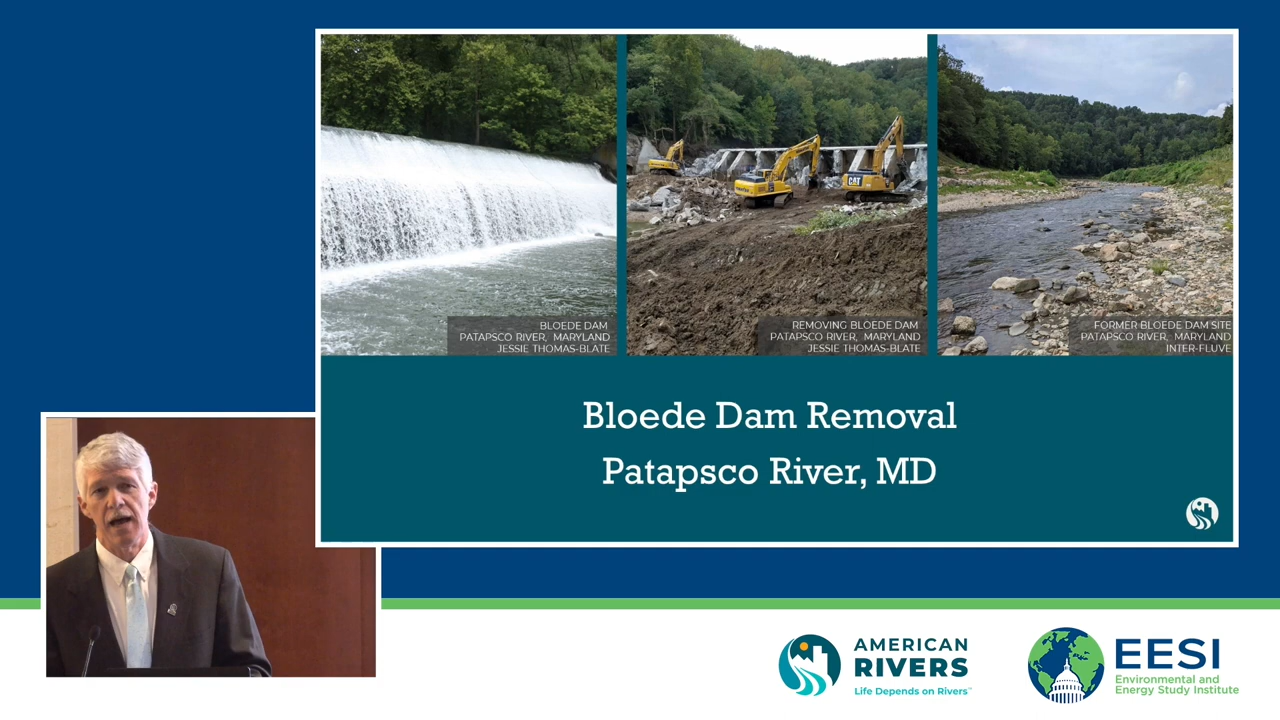 BLOEDE DAM
PATAPSCO RIVER, MARYLAND
JESSIE THOMAS-BLATE
REMOVING BLOEDE DAM
PATAPSCO RIVER, MARYLAND
JESSIE THOMAS-BLATE
FORMER BLOEDE DAM SITE
PATAPSCO RIVER, MARYLAND
INTER-FLUVE
CAT
Bloede Dam Removal
Patapsco River, MD
AMERICAN
RIVERS
Life Depends on Rivers™
EESI
Environmental and
Energy Study Institute